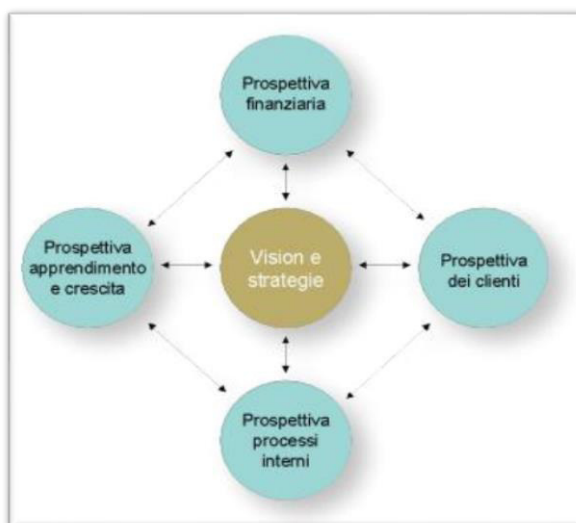 Prospettiva
finanziaria
Prospettiva
apprendimento
e crescita
Vision e
strategie
Prospettiva
dei clienti
Prospettiva
processi
interni